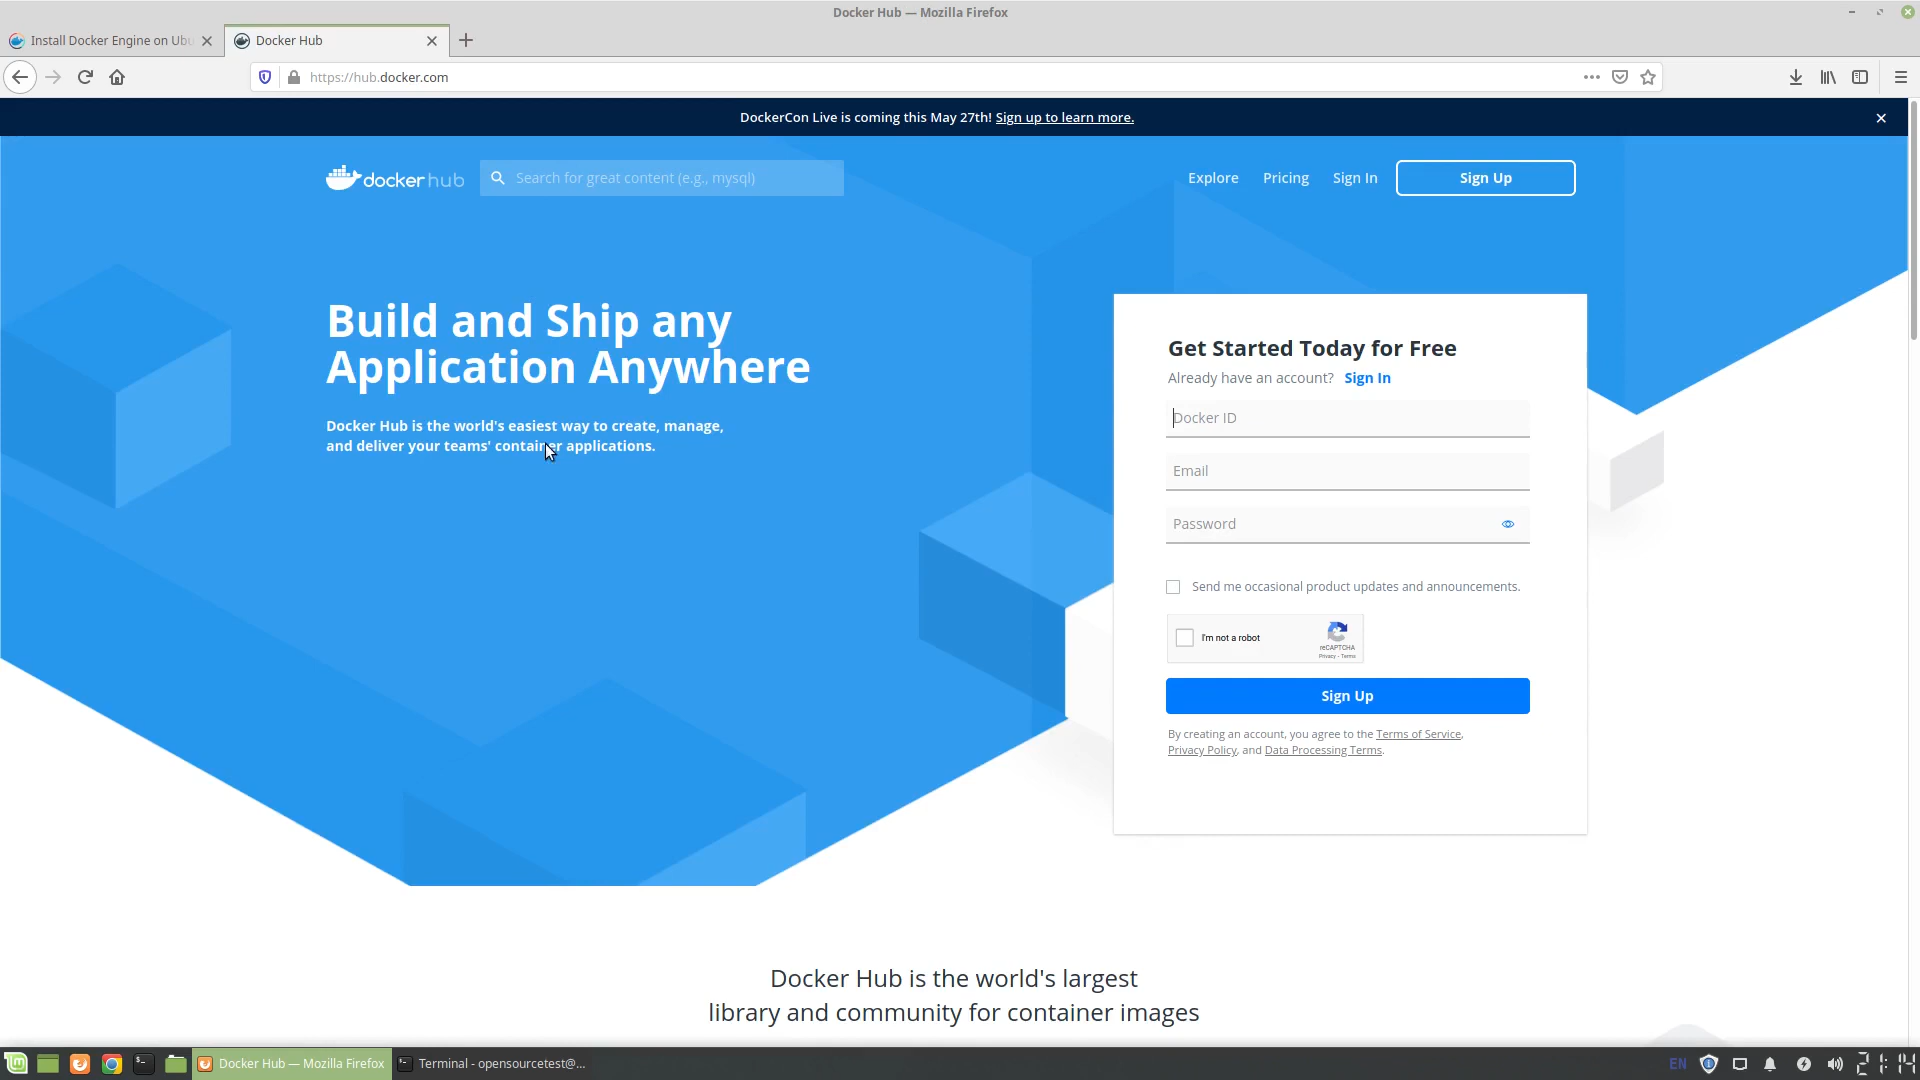 Docker Hub — Mozilla Firefox
Install Docker Engine on Ubu
Docker Hub
https://hub.docker.com
DockerCon Live is coming this May 27th! Sign up to learn more.
docker hub
Search for great content (e.g., mysql)
Explore
Pricing
Sign In
Sign Up
Build and Ship any
Application Anywhere
Docker Hub is the world's easiest way to create, manage,
and deliver your teams' container applications.
Get Started Today for Free
Already have an account? Sign In
Docker ID
Email
Password
Send me occasional product updates and announcements.
I'm not a robot
reCAPTCHA
Privacy - Terms
Sign Up
By creating an account, you agree to the Terms of Service,
Privacy Policy, and Data Processing Terms.
Docker Hub is the world's largest
library and community for container images
Docker Hub — Mozilla Firefox
Terminal - opensourcetest@...
EN
21:14